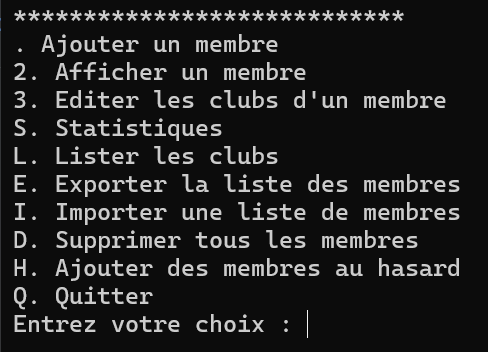 ****************************
. Ajouter un membre
2. Afficher un membre
3. Editer les clubs d'un membre
S. Statistiques
L. Lister les clubs
E. Exporter la liste des membres
I. Importer une liste de membres
D. Supprimer tous les membres
H. Ajouter des membres au hasard
Q. Quitter
Entrez votre choix :